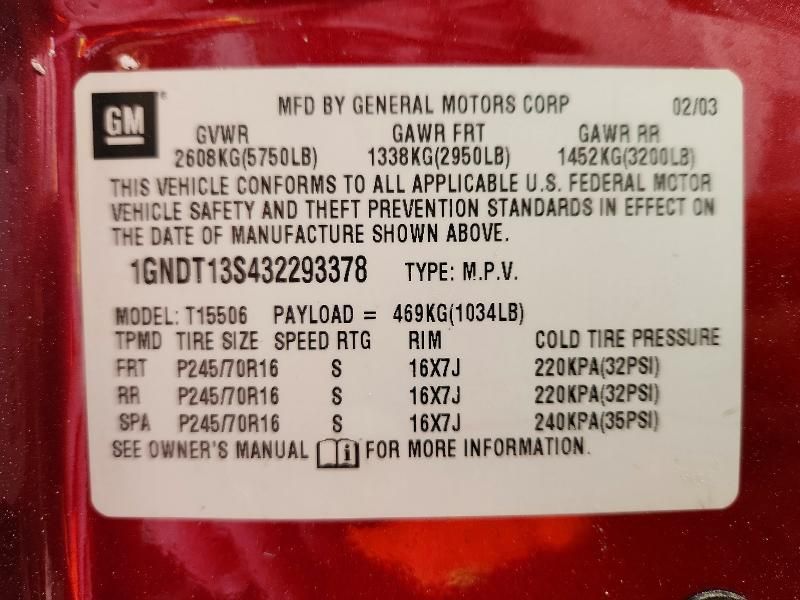 GM MFD BY GENERAL MOTORS CORP 02/03
GVWR GAWR FRT GAWR RR
2608KG(5750LB) 1338KG(2950LB) 1452KG(3200LB)
THIS VEHICLE CONFORMS TO ALL APPLICABLE U.S. FEDERAL MOTOR
VEHICLE SAFETY AND THEFT PREVENTION STANDARDS IN EFFECT ON
THE DATE OF MANUFACTURE SHOWN ABOVE.
1GNDT13S432293378 TYPE: M.P.V.
MODEL: T15506 PAYLOAD = 469KG(1034LB)
TPMD TIRE SIZE SPEED RTG RIM COLD TIRE PRESSURE
FRT P245/70R16 S 16X7J 220KPA(32PSI)
RR P245/70R16 S 16X7J 220KPA(32PSI)
SPA P245/70R16 S 16X7J 240KPA(35PSI)
SEE OWNER'S MANUAL i FOR MORE INFORMATION.